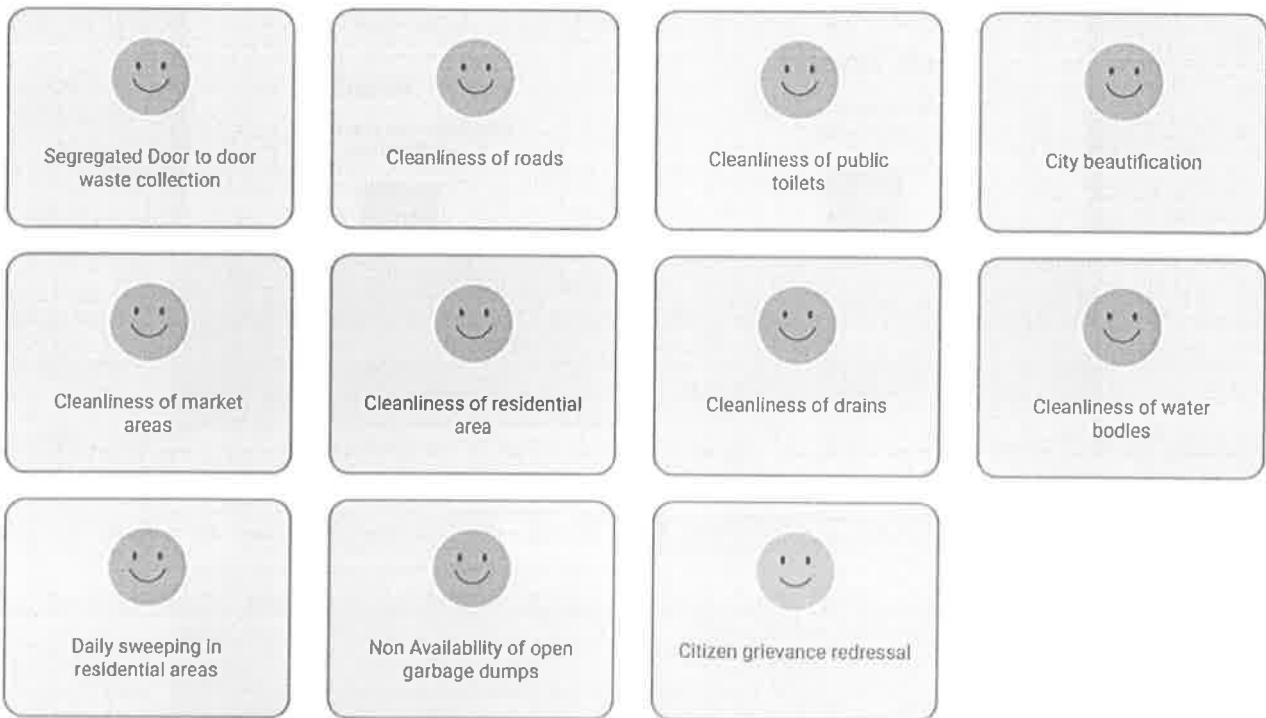 Segregated Door to door
waste collection
Cleanliness of roads
Cleanliness of public
toilets
City beautification
Cleanliness of market
areas
Cleanliness of residential
area
Cleanliness of drains
Cleanliness of water
bodies
Daily sweeping in
residential areas
Non Availability of open
garbage dumps
Citizen grievance redressal